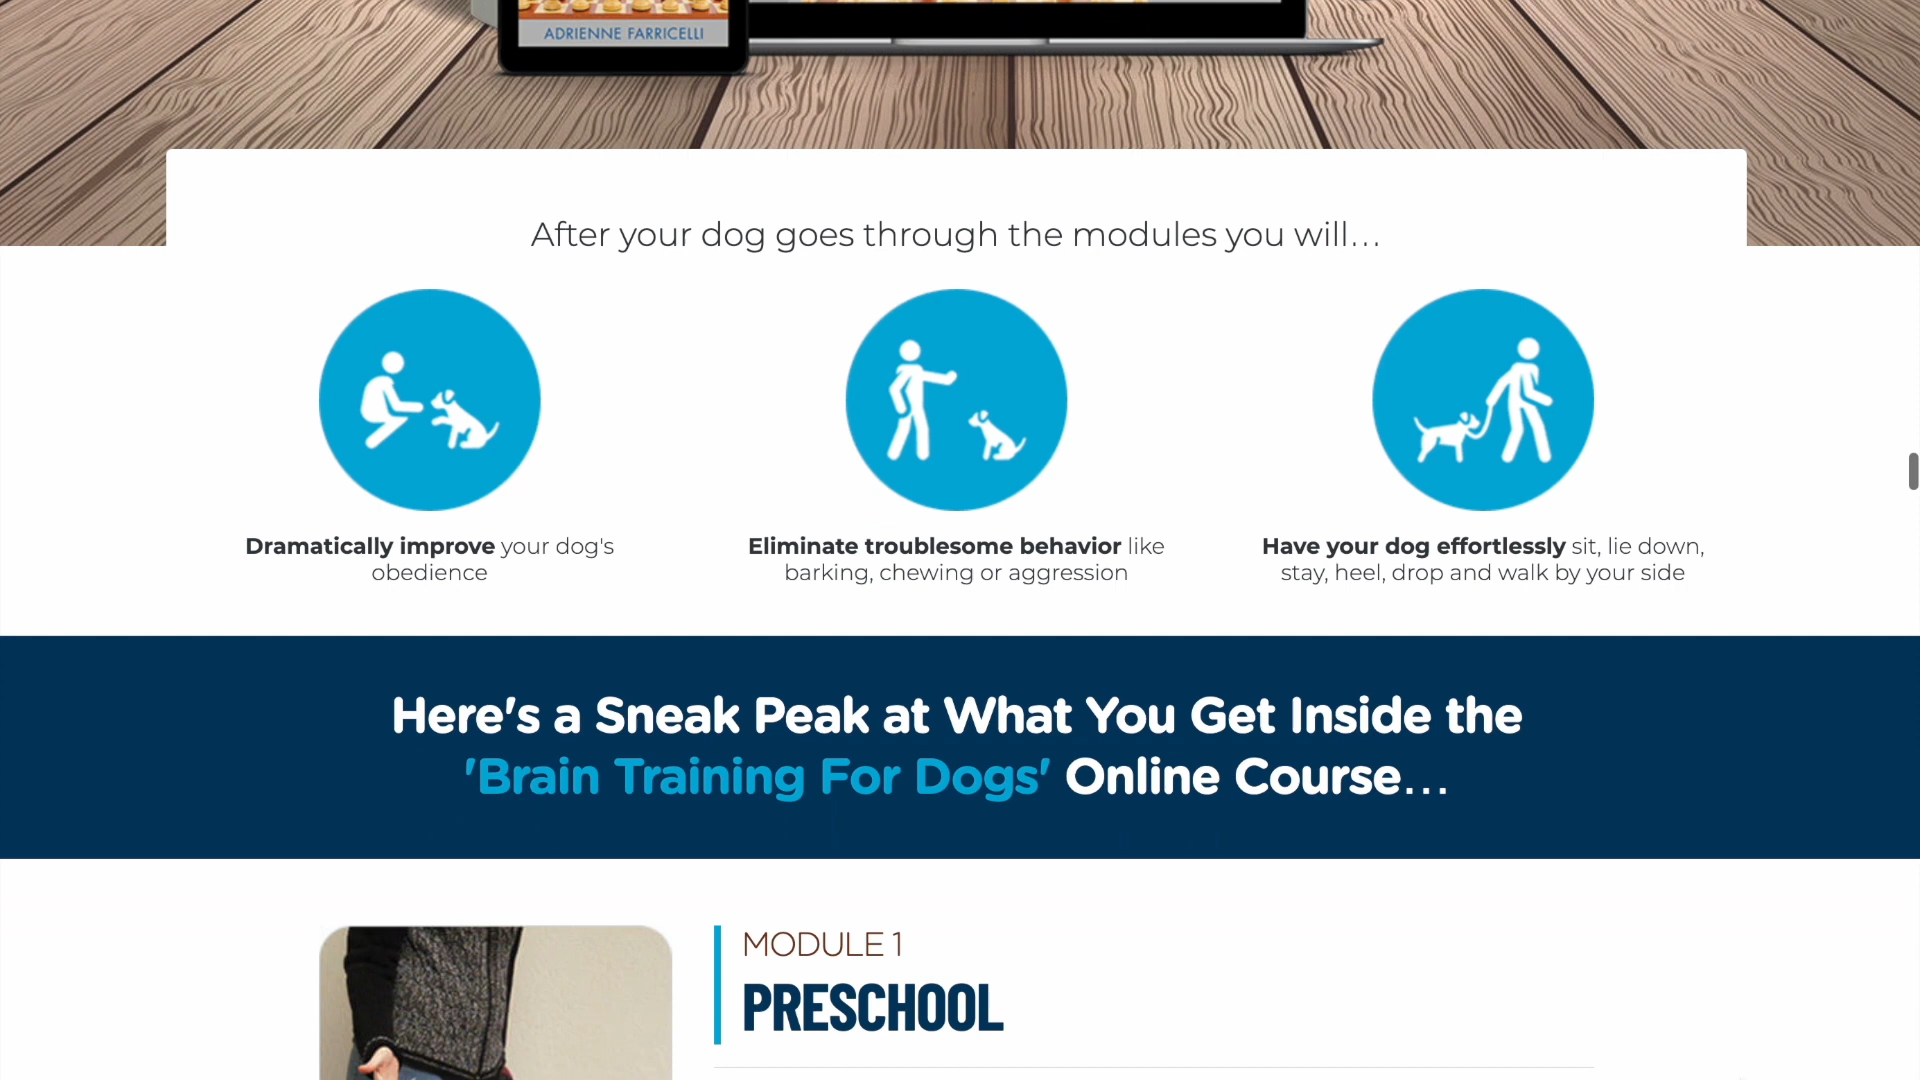 ADRIENNE FARRICELLI
After your dog goes through the modules you will...
Dramatically improve your dog's
obedience
Eliminate troublesome behavior like
barking, chewing or aggression
Have your dog effortlessly sit, lie down,
stay, heel, drop and walk by your side
Here's a Sneak Peak at What You Get Inside the
'Brain Training For Dogs' Online Course...
MODULE 1
PRESCHOOL